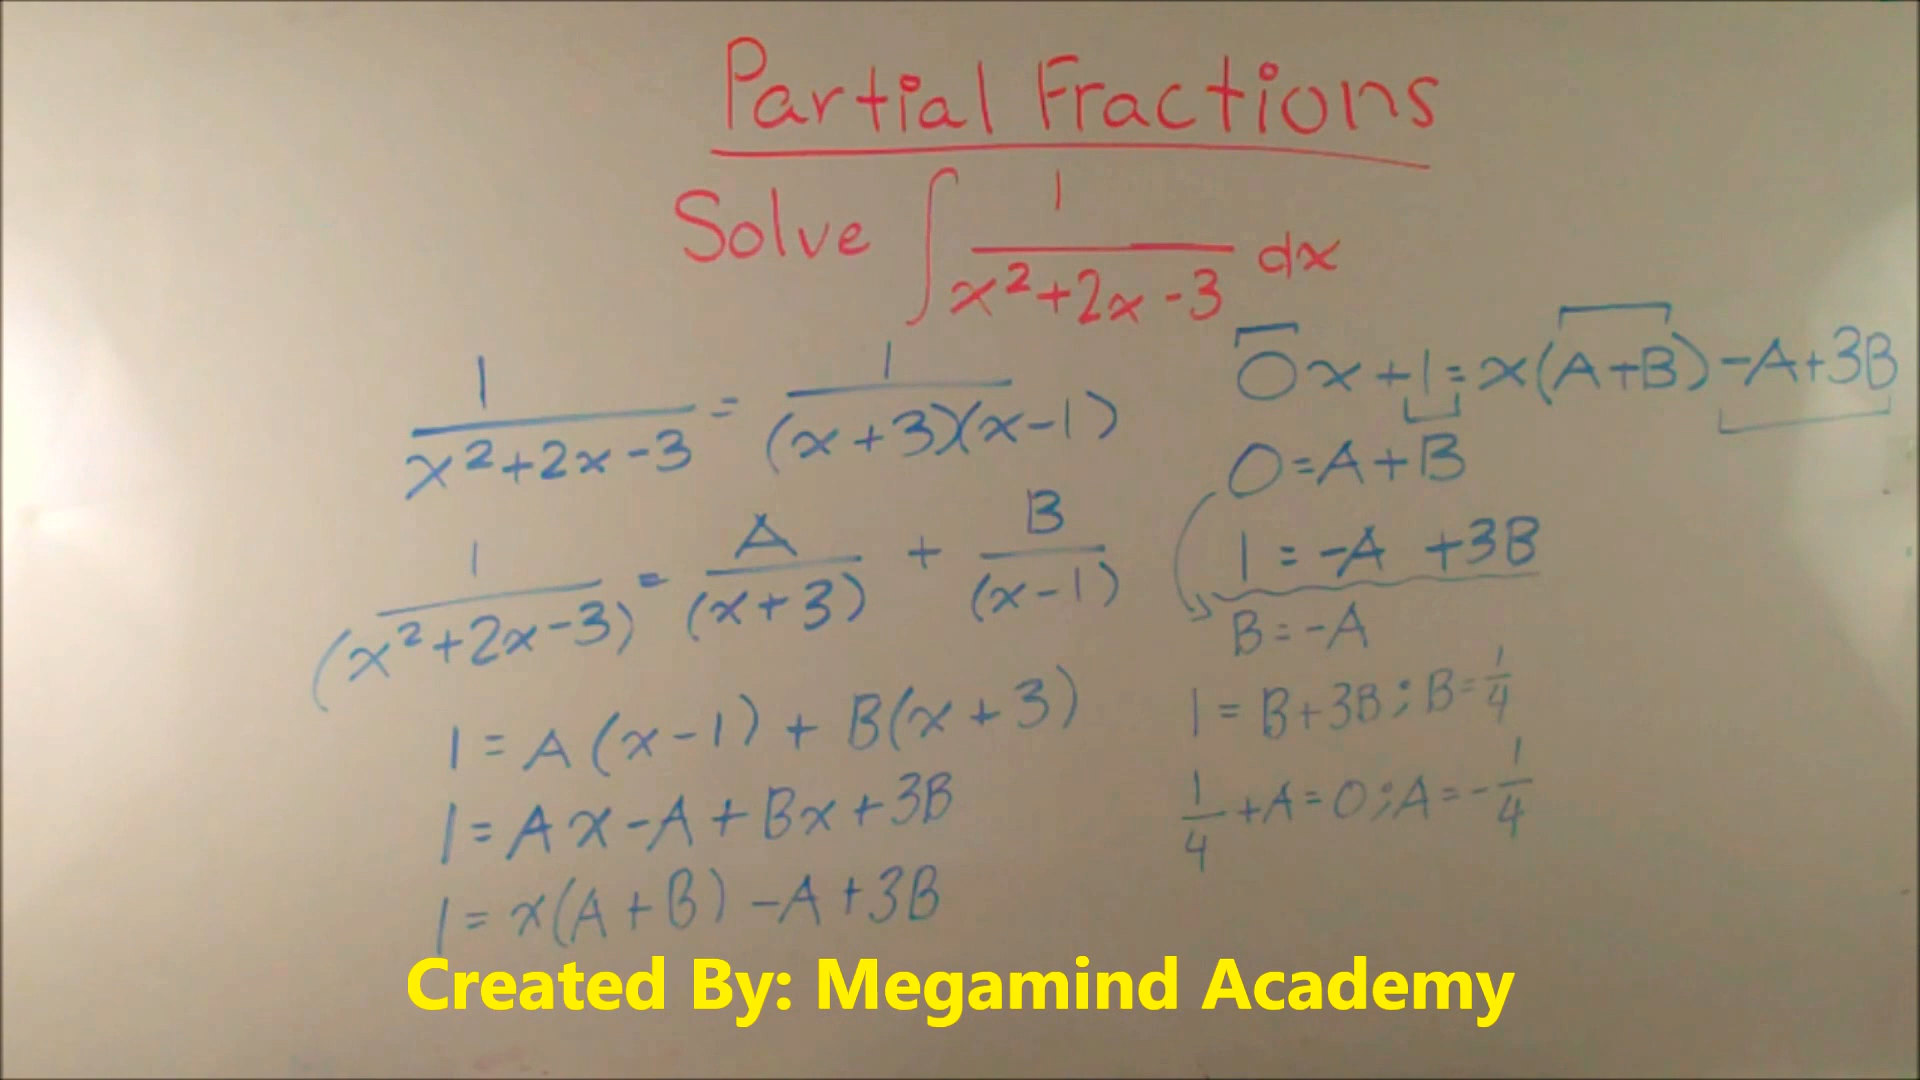 Partial Fractions
Solve ∫ 1/(x²+2x-3) dx
1/(x²+2x-3) = 1/((x+3)(x-1))
1/(x²+2x-3) = A/(x+3) + B/(x-1)
1 = A(x-1) + B(x+3)
1 = Ax-A+Bx+3B
1 = x(A+B) -A+3B
0x+1 = x(A+B) -A+3B
0=A+B
1 = -A +3B
B=-A
1 = B+3B; B=1/4
1/4 +A=0; A=-1/4
Created By: Megamind Academy